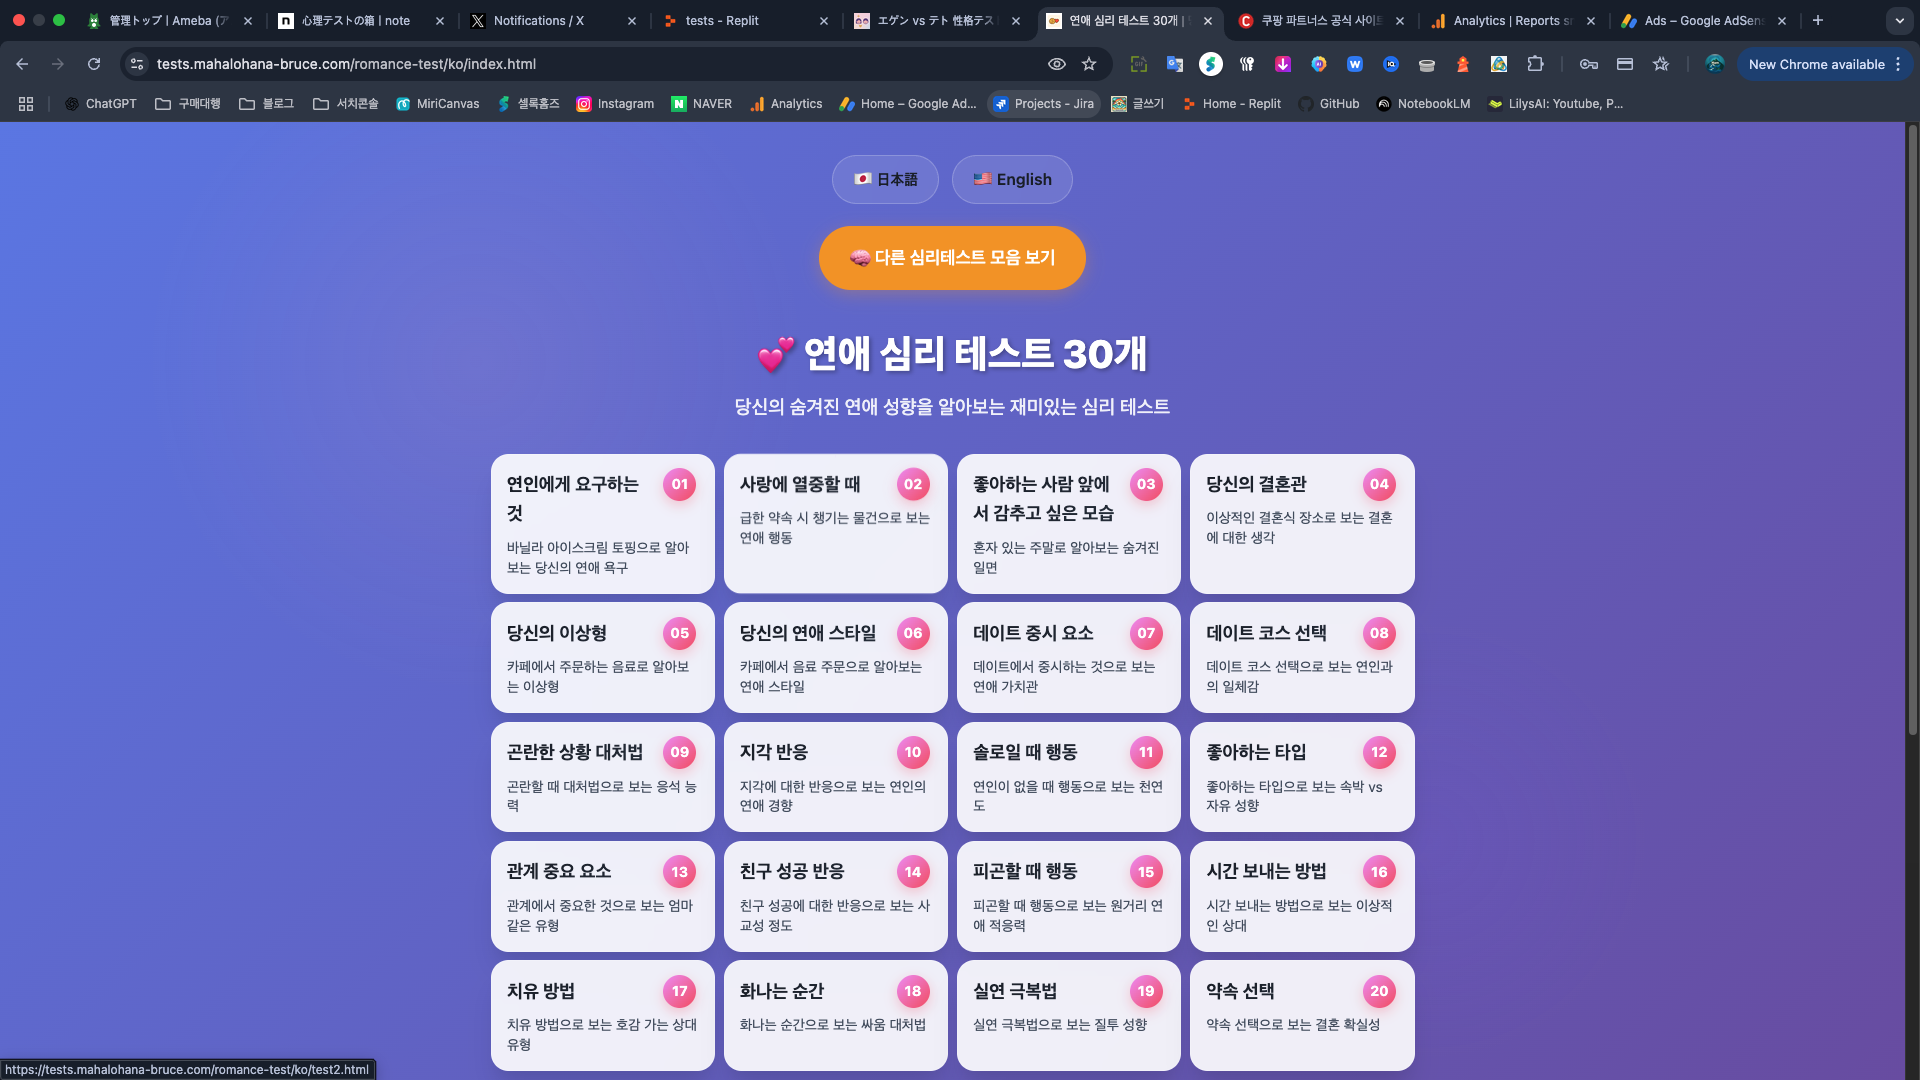 管理トップ | Ameba (ア
心理テストの箱 | note
Notifications / X
tests - Replit
エゲン vs テト 性格テス
연애 심리 테스트 30개 |
쿠팡 파트너스 공식 사이트
Analytics | Reports sn
Ads – Google AdSens
tests.mahalohana-bruce.com/romance-test/ko/index.html
New Chrome available
ChatGPT
구매대행
블로그
서치콘솔
MiriCanvas
셀록홈즈
Instagram
NAVER
Analytics
Home – Google Ad...
Projects - Jira
글쓰기
Home - Replit
GitHub
NotebookLM
LilysAI: Youtube, P...
🇯🇵 日本語
🇺🇸 English
🧠 다른 심리테스트 모음 보기
💕 연애 심리 테스트 30개
당신의 숨겨진 연애 성향을 알아보는 재미있는 심리 테스트
연인에게 요구하는
것
01
바닐라 아이스크림 토핑으로 알아
보는 당신의 연애 욕구
사랑에 열중할 때
02
급한 약속 시 챙기는 물건으로 보는
연애 행동
좋아하는 사람 앞에
서 감추고 싶은 모습
03
혼자 있는 주말로 알아보는 숨겨진
일면
당신의 결혼관
04
이상적인 결혼식 장소로 보는 결혼
에 대한 생각
당신의 이상형
05
카페에서 주문하는 음료로 알아보
는 이상형
당신의 연애 스타일
06
카페에서 음료 주문으로 알아보는
연애 스타일
데이트 중시 요소
07
데이트에서 중시하는 것으로 보는
연애 가치관
데이트 코스 선택
08
데이트 코스 선택으로 보는 연인과
의 일체감
곤란한 상황 대처법
09
곤란할 때 대처법으로 보는 응석 능
력
지각 반응
10
지각에 대한 반응으로 보는 연인의
연애 경향
솔로일 때 행동
11
연인이 없을 때 행동으로 보는 천연
도
좋아하는 타입
12
좋아하는 타입으로 보는 속박 vs
자유 성향
관계 중요 요소
13
관계에서 중요한 것으로 보는 엄마
같은 유형
친구 성공 반응
14
친구 성공에 대한 반응으로 보는 사
교성 정도
피곤할 때 행동
15
피곤할 때 행동으로 보는 원거리 연
애 적응력
시간 보내는 방법
16
시간 보내는 방법으로 보는 이상적
인 상대
치유 방법
17
치유 방법으로 보는 호감 가는 상대
유형
화나는 순간
18
화나는 순간으로 보는 싸움 대처법
실연 극복법
19
실연 극복법으로 보는 질투 성향
약속 선택
20
약속 선택으로 보는 결혼 확실성
https://tests.mahalohana-bruce.com/romance-test/ko/test2.html